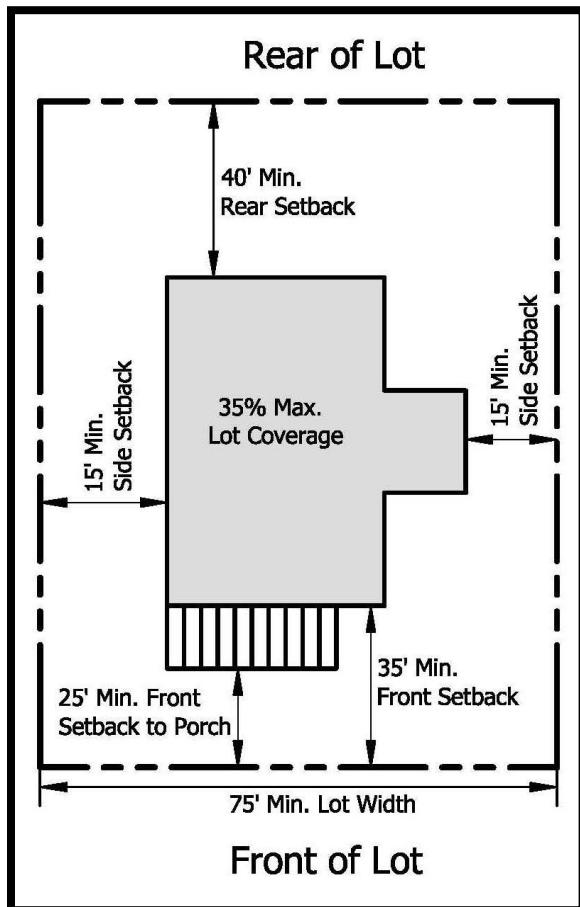 Rear of Lot
40' Min.
Rear Setback
15' Min.
Side Setback
35% Max.
Lot Coverage
15' Min.
Side Setback
25' Min. Front
Setback to Porch
35' Min.
Front Setback
75' Min. Lot Width
Front of Lot